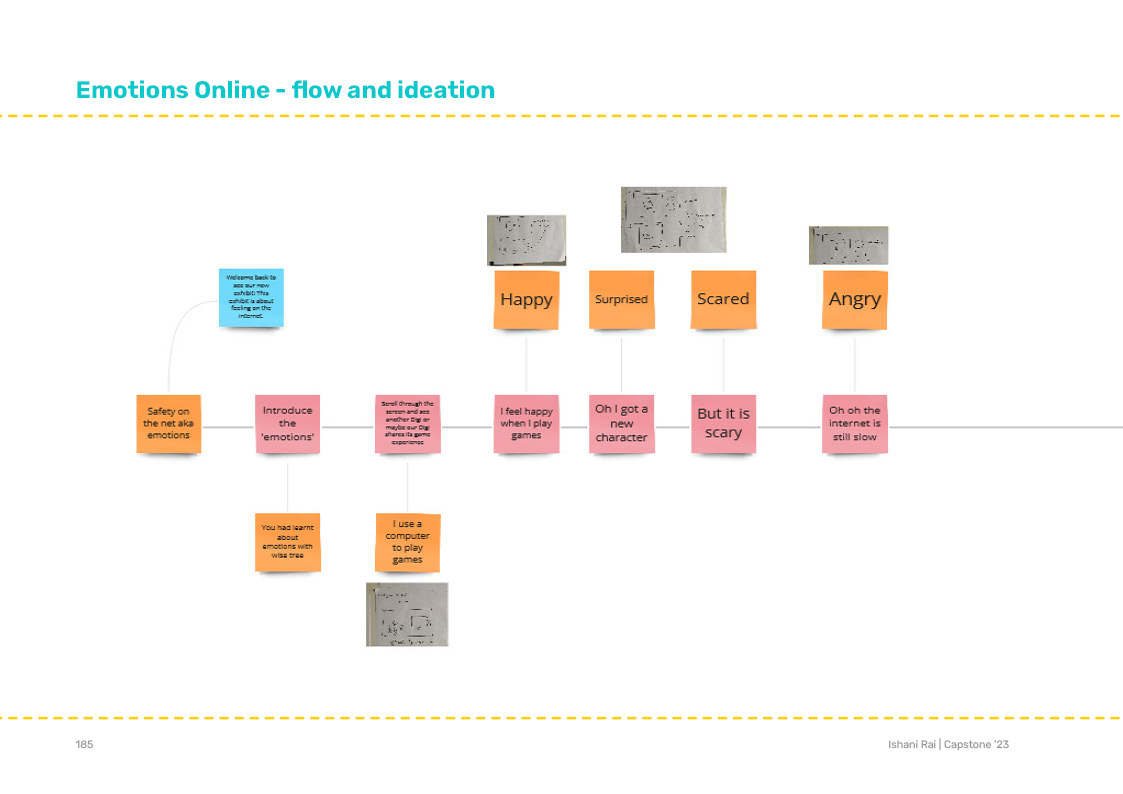 Emotions Online - flow and ideation
Welcome back to
see our new
exhibit! This
exhibit is about
feeling on the
internet.
Happy
Surprised
Scared
Angry
Safety on
the net aka
emotions
Introduce
the
'emotions'
Scroll through the
screen and see
another Digi or
maybe our Digi
shares its game
experience
I feel happy
when I play
games
Oh I got a
new
character
But it is
scary
Oh oh the
internet is
still slow
You had learnt
about
emotions with
wise tree
I use a
computer
to play
games
185
Ishani Rai | Capstone '23